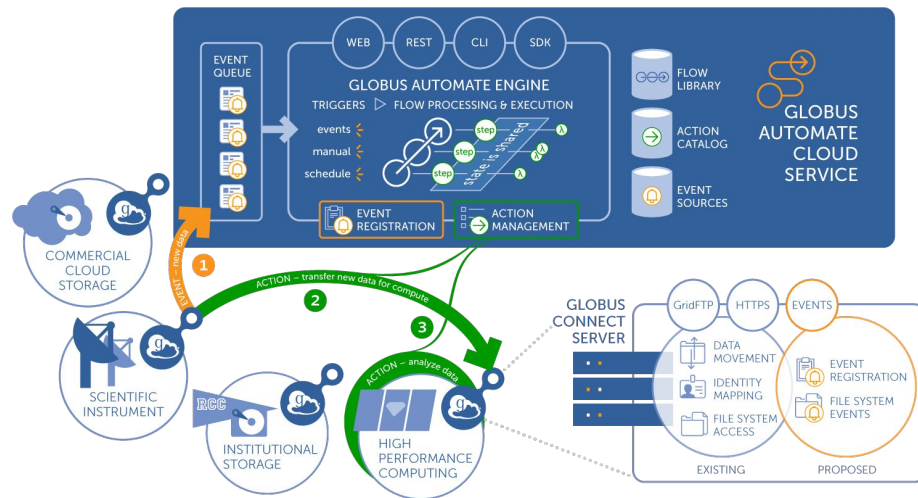 WEB
REST
CLI
SDK
EVENT
QUEUE
GLOBUS AUTOMATE ENGINE
TRIGGERS
FLOW PROCESSING & EXECUTION
events
manual
schedule
step
step
step
state is shared
λ
λ
λ
λ
EVENT
REGISTRATION
ACTION
MANAGEMENT
FLOW
LIBRARY
ACTION
CATALOG
EVENT
SOURCES
GLOBUS
AUTOMATE
CLOUD
SERVICE
g
COMMERCIAL
CLOUD
STORAGE
EVENT – new data
1
ACTION – transfer new data for compute
2
3
g
SCIENTIFIC
INSTRUMENT
RCC
g
INSTITUTIONAL
STORAGE
ACTION – analyze data
g
HIGH
PERFORMANCE
COMPUTING
GLOBUS
CONNECT
SERVER
GridFTP
HTTPS
EVENTS
DATA
MOVEMENT
IDENTITY
MAPPING
FILE SYSTEM
ACCESS
EVENT
REGISTRATION
FILE SYSTEM
EVENTS
EXISTING
PROPOSED